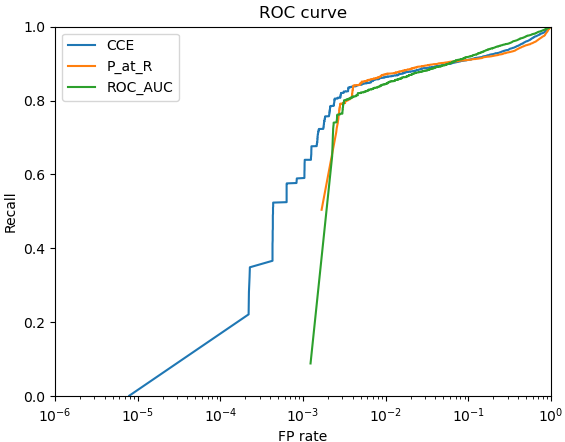 ROC curve
CCE
P_at_R
ROC_AUC
1.0
0.8
0.6
0.4
0.2
0.0
Recall
10⁻⁶ 10⁻⁵ 10⁻⁴ 10⁻³ 10⁻² 10⁻¹ 10⁰
FP rate